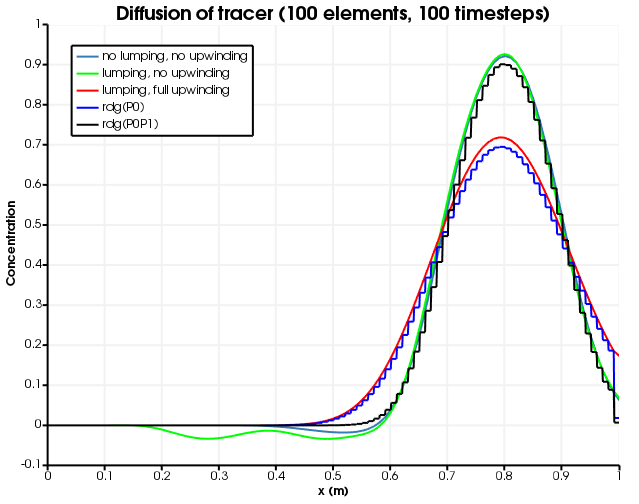 Diffusion of tracer (100 elements, 100 timesteps)
1
0.9
0.8
0.7
0.6
0.5
0.4
0.3
0.2
0.1
0
-0.1
Concentration
no lumping, no upwinding
lumping, no upwinding
lumping, full upwinding
rdg(P0)
rdg(P0P1)
0 0.1 0.2 0.3 0.4 0.5 0.6 0.7 0.8 0.9 1
x (m)